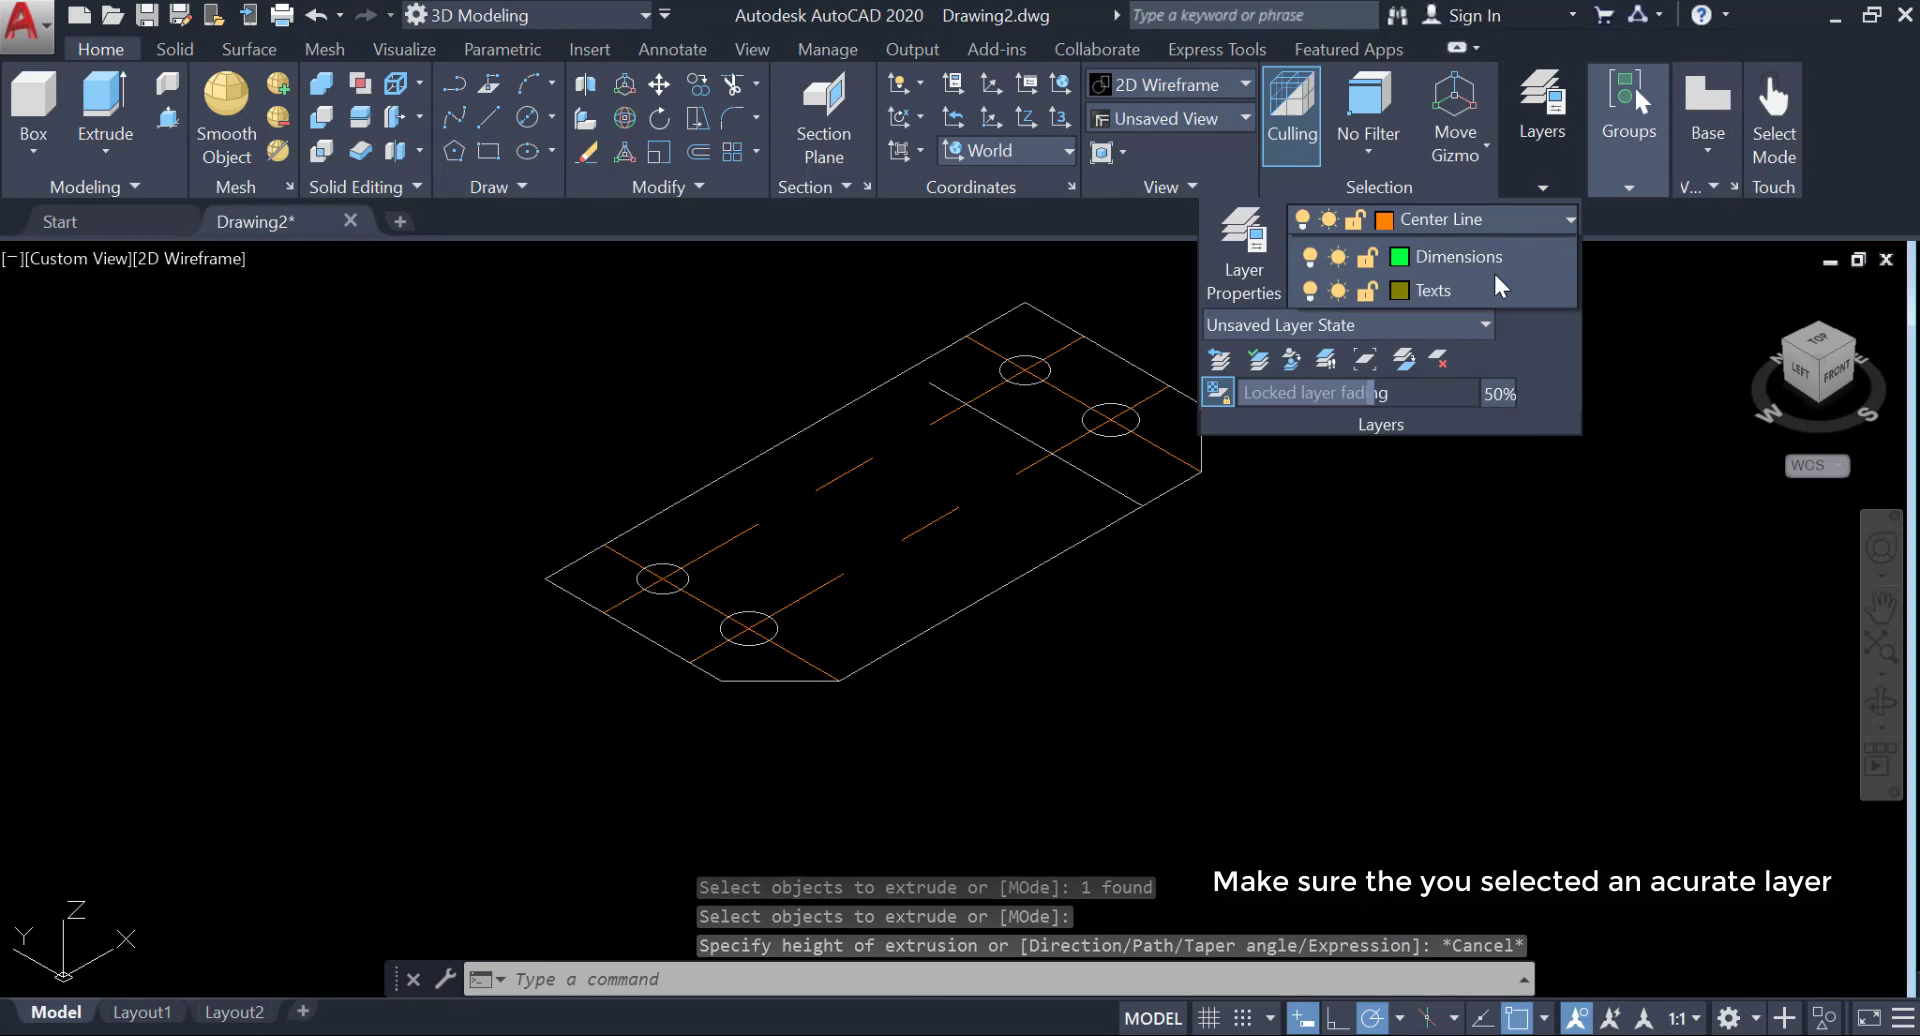 3D Modeling
Autodesk AutoCAD 2020 Drawing2.dwg
Type a keyword or phrase
Sign In
Home Solid Surface Mesh Visualize Parametric Insert Annotate View Manage Output Add-ins Collaborate Express Tools Featured Apps
Box
Extrude
Smooth
Object
Section
Plane
World
2D Wireframe
Unsaved View
Culling
No Filter
Move
Gizmo
Layers
Groups
Base
Select
Mode
Modeling
Mesh
Solid Editing
Draw
Modify
Section
Coordinates
View
Selection
V...
Touch
Start
Drawing2*
[−][Custom View][2D Wireframe]
Layer
Properties
Center Line
Dimensions
Texts
Unsaved Layer State
Locked layer fading
50%
Layers
TOP
LEFT
FRONT
W
S
WCS
Select objects to extrude or [MOde]: 1 found
Select objects to extrude or [MOde]:
Specify height of extrusion or [Direction/Path/Taper angle/Expression]: *Cancel*
Make sure the you selected an acurate layer
Z
Y
X
Type a command
Model
Layout1
Layout2
MODEL
1:1